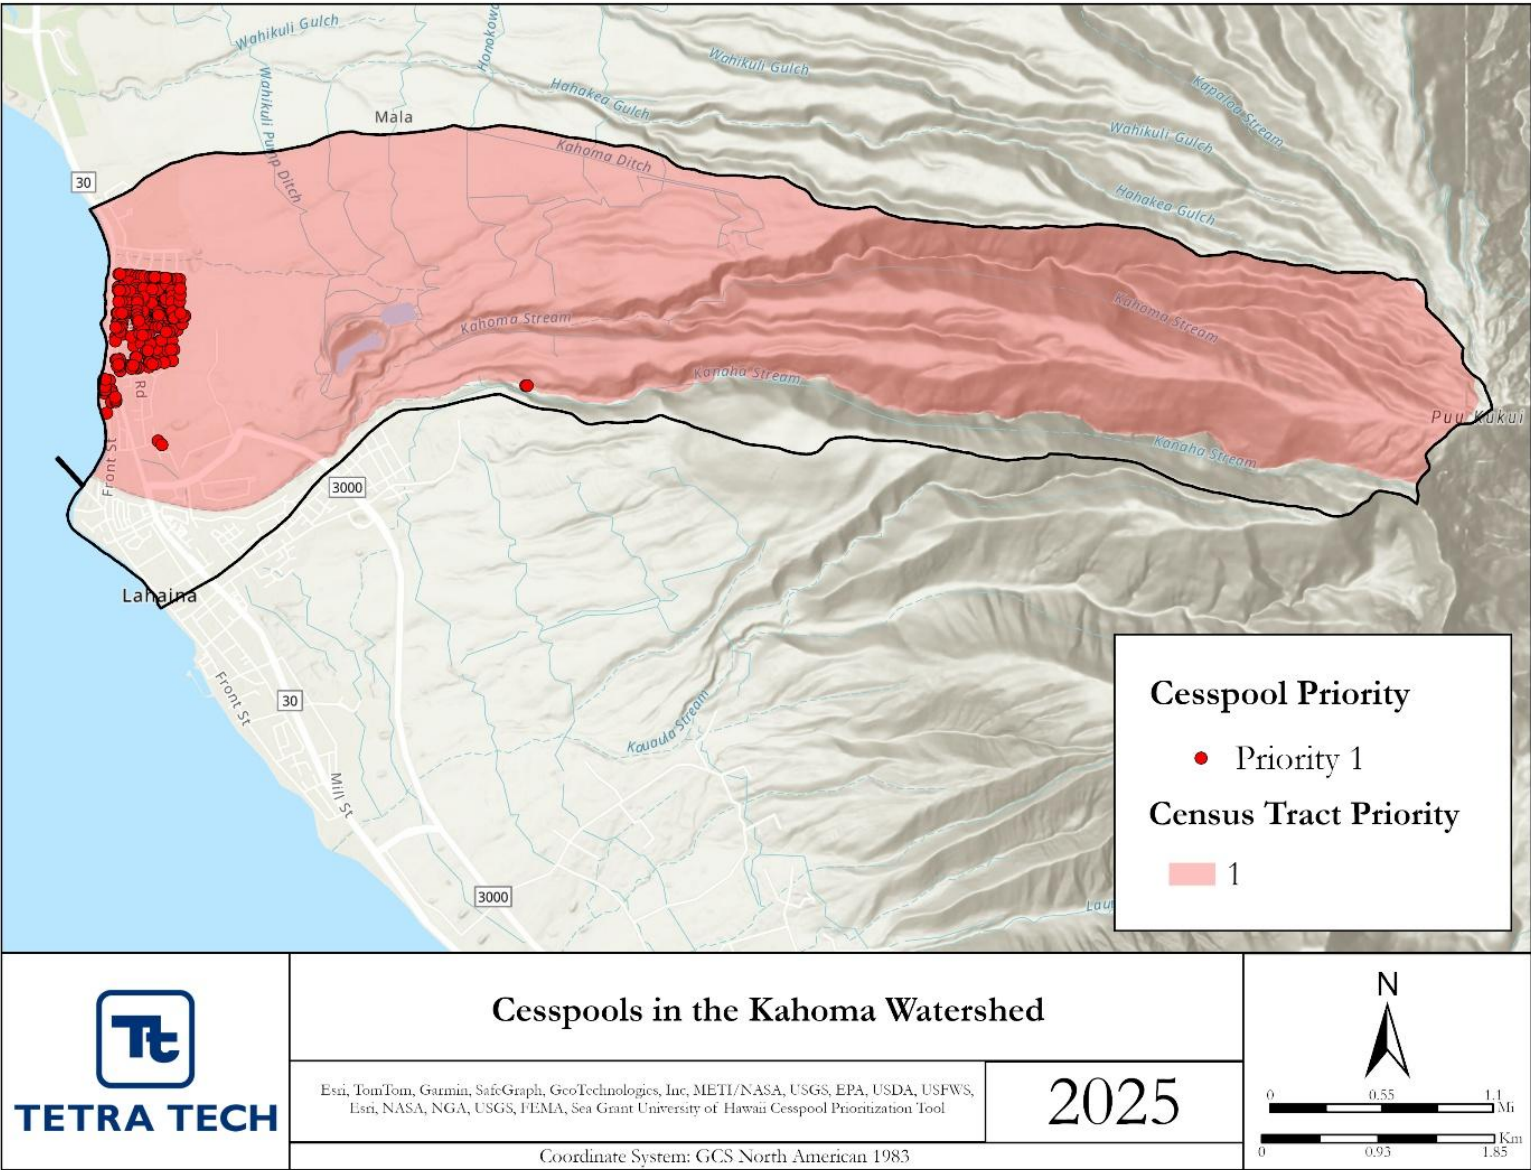 Wahikuli Gulch
Honokowa
Wahikuli Gulch
Kapaloa Stream
Wahikuli Pump Ditch
Hahakea Gulch
Mala
Wahikuli Gulch
Kahoma Ditch
30
Hahakea Gulch
Kahoma Stream
Kahoma Stream
Kanaha Stream
Rd
Puu Kukui
Front St
Kanaha Stream
3000
Lahaina
Front St
30
Kauaula Stream
Mill St
3000
Lau
Cesspool Priority
Priority 1
Census Tract Priority
1
Tt
TETRA TECH
Cesspools in the Kahoma Watershed
Esri, TomTom, Garmin, SafeGraph, GeoTechnologies, Inc, METI/NASA, USGS, EPA, USDA, USFWS,
Esri, NASA, NGA, USGS, FEMA, Sea Grant University of Hawaii Cesspool Prioritization Tool
2025
Coordinate System: GCS North American 1983
N
0 0.55 1.1
Mi
Km
0 0.93 1.85